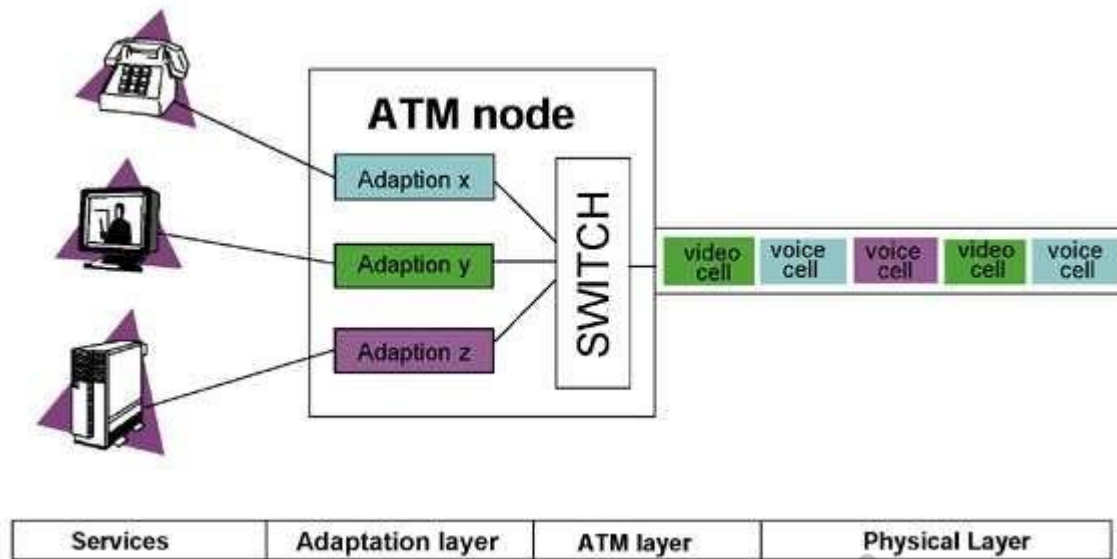 ATM node
Adaption x
Adaption y
Adaption z
SWITCH
video cell
voice cell
voice cell
video cell
voice cell
Services
Adaptation layer
ATM layer
Physical Layer